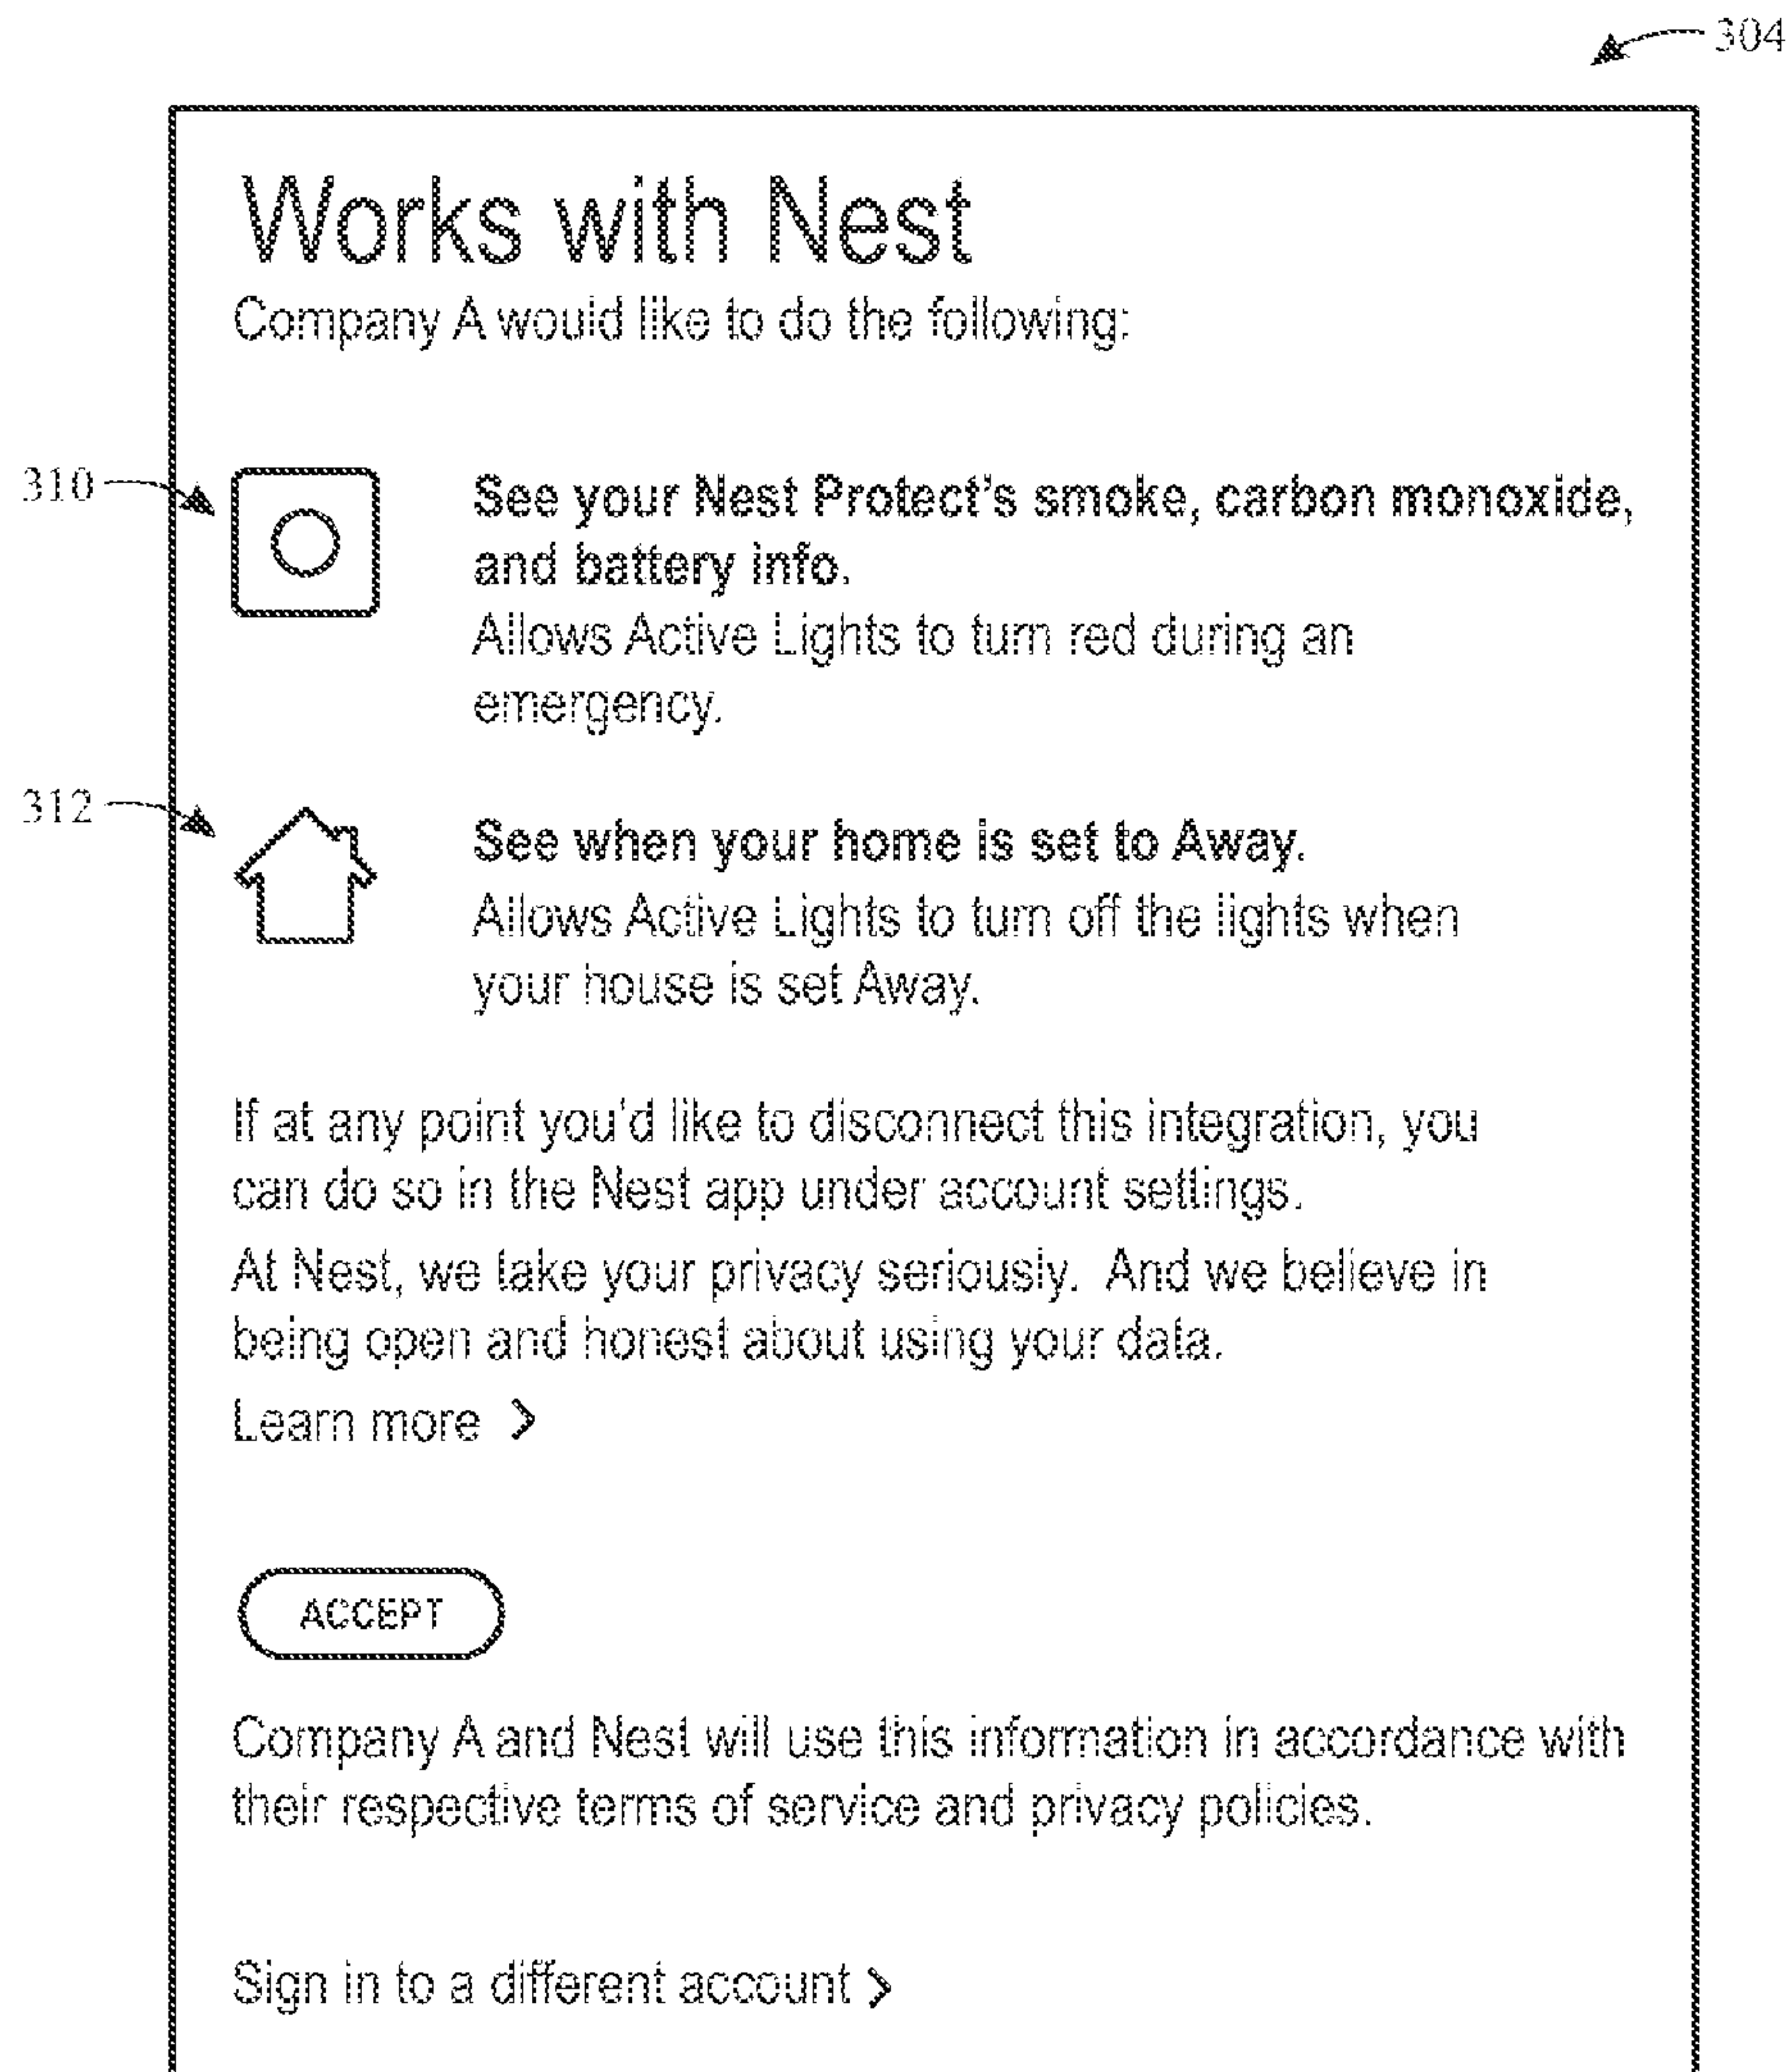 304
Works with Nest
Company A would like to do the following:
310
See your Nest Protect's smoke, carbon monoxide,
and battery info.
Allows Active Lights to turn red during an
emergency.
312
See when your home is set to Away.
Allows Active Lights to turn off the lights when
your house is set Away.
If at any point you'd like to disconnect this integration, you
can do so in the Nest app under account settings.
At Nest, we take your privacy seriously. And we believe in
being open and honest about using your data.
Learn more >
ACCEPT
Company A and Nest will use this information in accordance with
their respective terms of service and privacy policies.
Sign in to a different account >